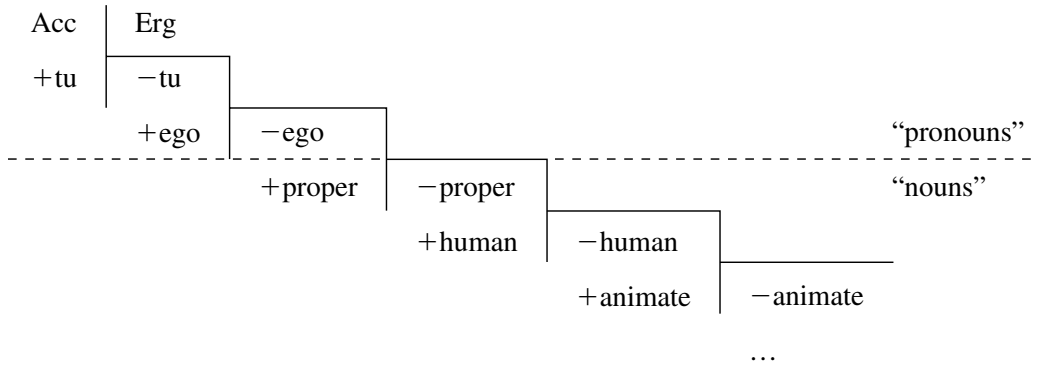 Acc Erg
+tu −tu
+ego −ego “pronouns”
+proper −proper “nouns”
+human −human
+animate −animate
…